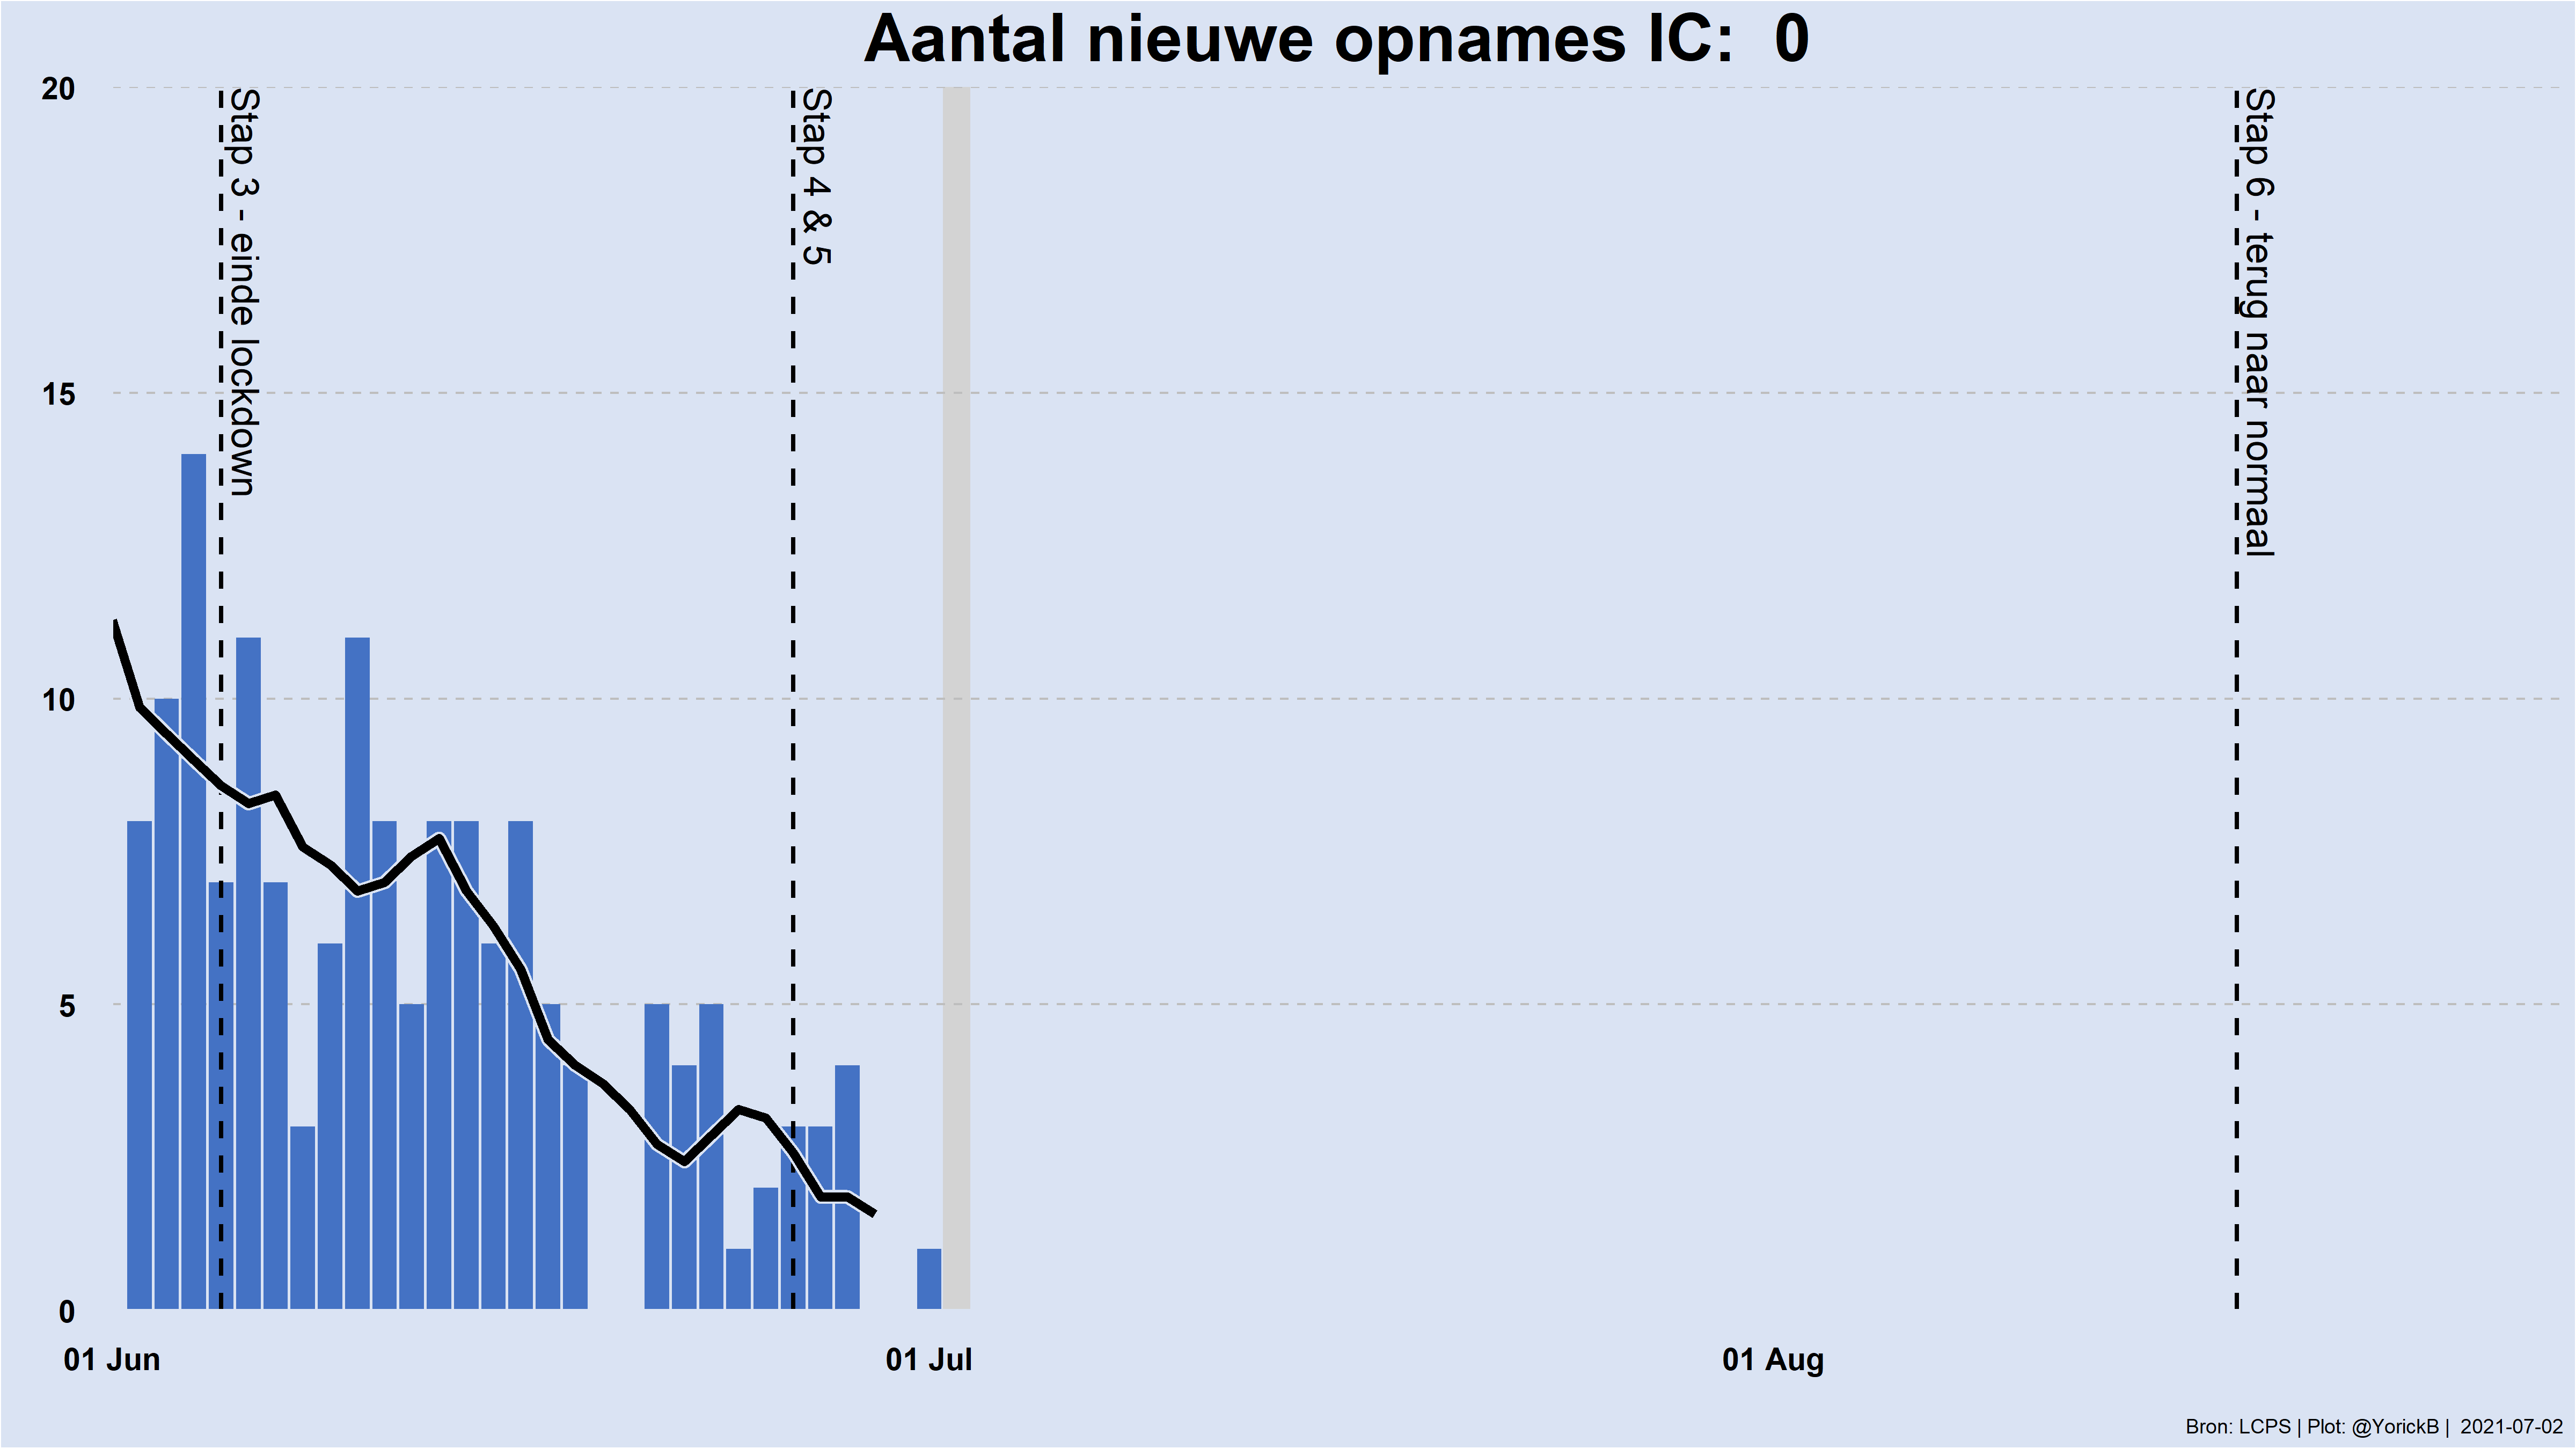 Aantal nieuwe opnames IC:  0
20
15
10
5
0
Stap 3 - einde lockdown
Stap 4 & 5
Stap 6 - terug naar normaal
01 Jun
01 Jul
01 Aug
Bron: LCPS | Plot: @YorickB |  2021-07-02